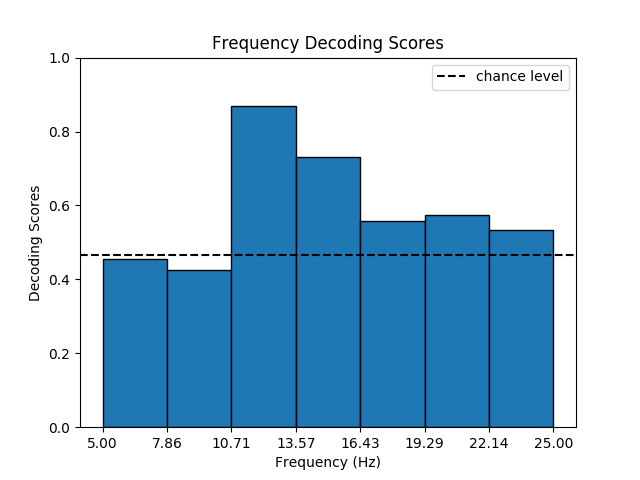 Frequency Decoding Scores
chance level
1.0
0.8
0.6
0.4
0.2
0.0
Decoding Scores
5.00 7.86 10.71 13.57 16.43 19.29 22.14 25.00
Frequency (Hz)